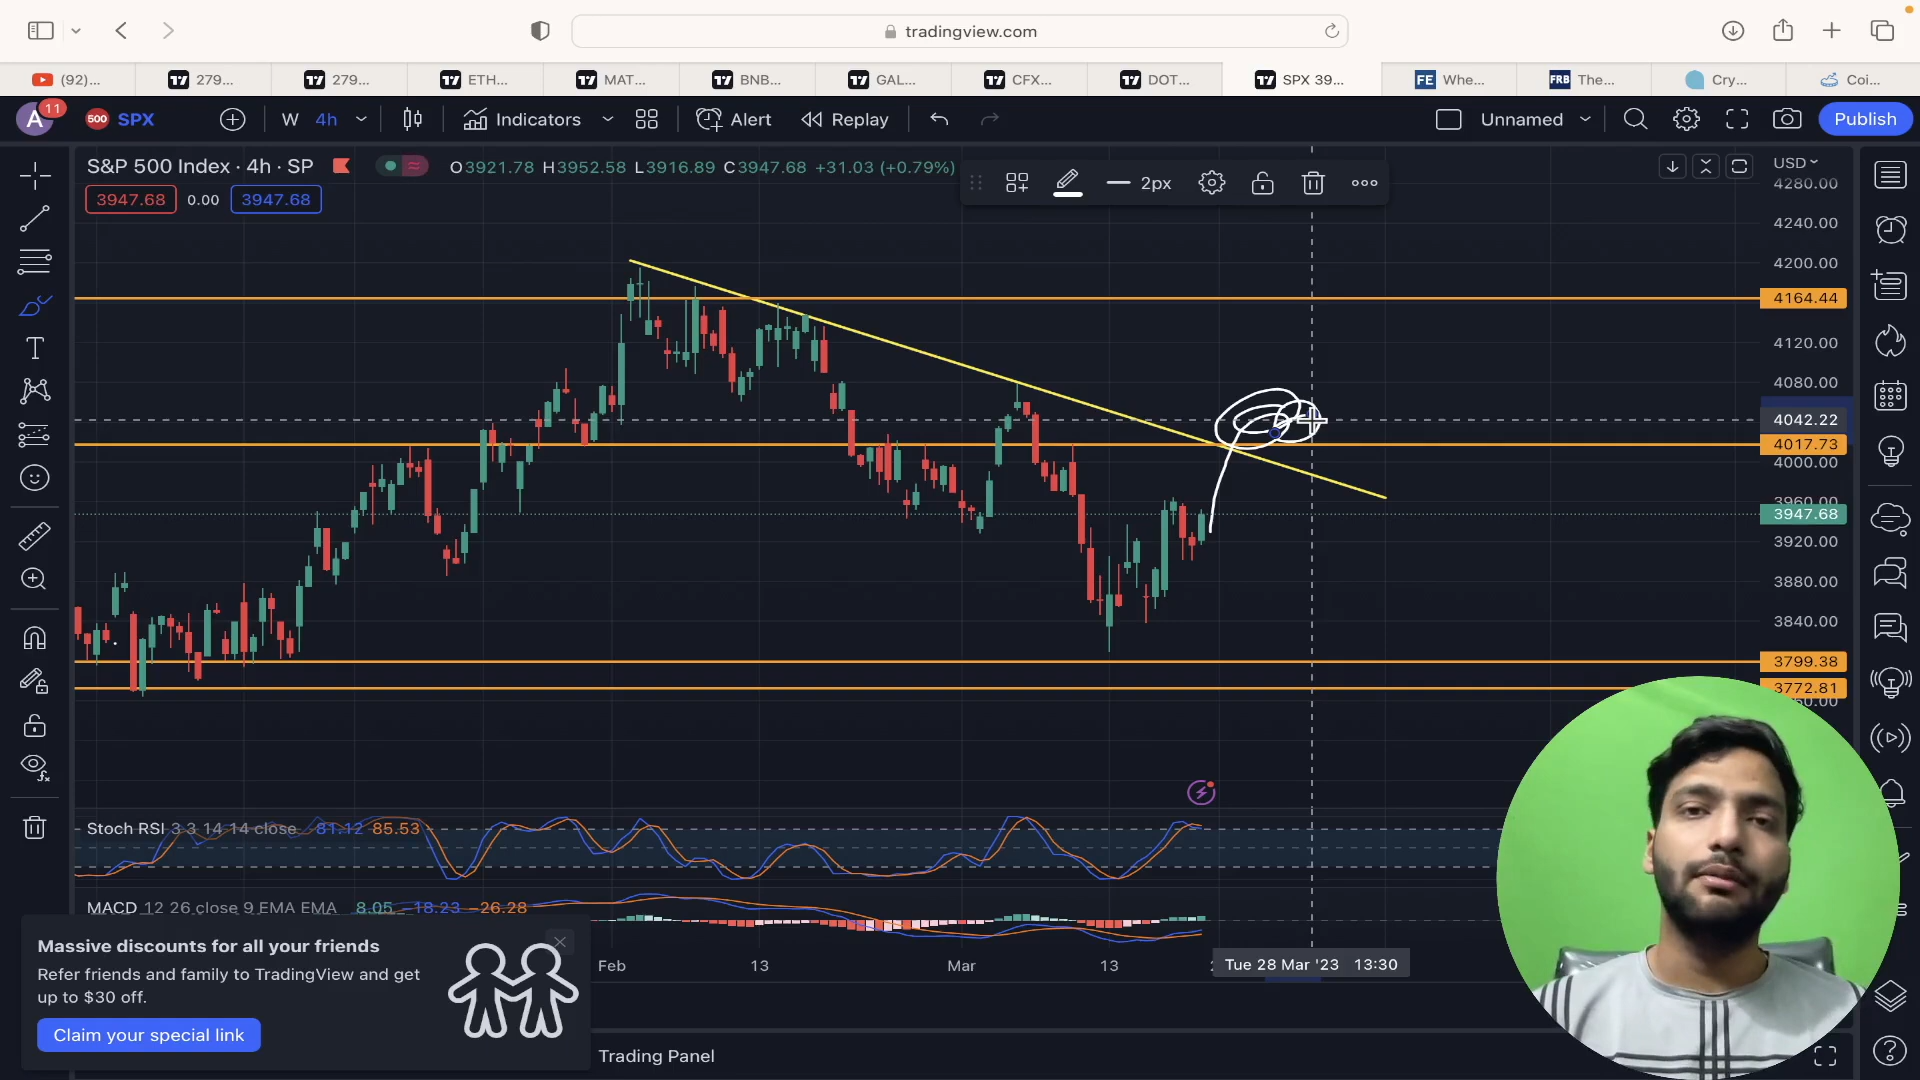 tradingview.com
(92)...
279...
279...
ETH...
MAT...
BNB...
GAL...
CFX...
DOT...
SPX 39...
FE Whe...
FRB The...
Cry...
Coi...
A 11
500 SPX
W 4h
Indicators
Alert
Replay
Unnamed
Publish
S&P 500 Index · 4h · SP
O3921.78 H3952.58 L3916.89 C3947.68 +31.03 (+0.79%)
3947.68 0.00 3947.68
2px
USD
4280.00
4240.00
4200.00
4164.44
4120.00
4080.00
4042.22
4017.73
4000.00
3960.00
3947.68
3920.00
3880.00
3840.00
3799.38
3772.81
Stoch RSI 3 3 14 14 close 81.12 85.53
MACD 12 26 close 9 EMA EMA 8.05 −18.23 −26.28
Massive discounts for all your friends
Refer friends and family to TradingView and get
up to $30 off.
Claim your special link
Feb
13
Mar
13
Tue 28 Mar '23 13:30
Trading Panel